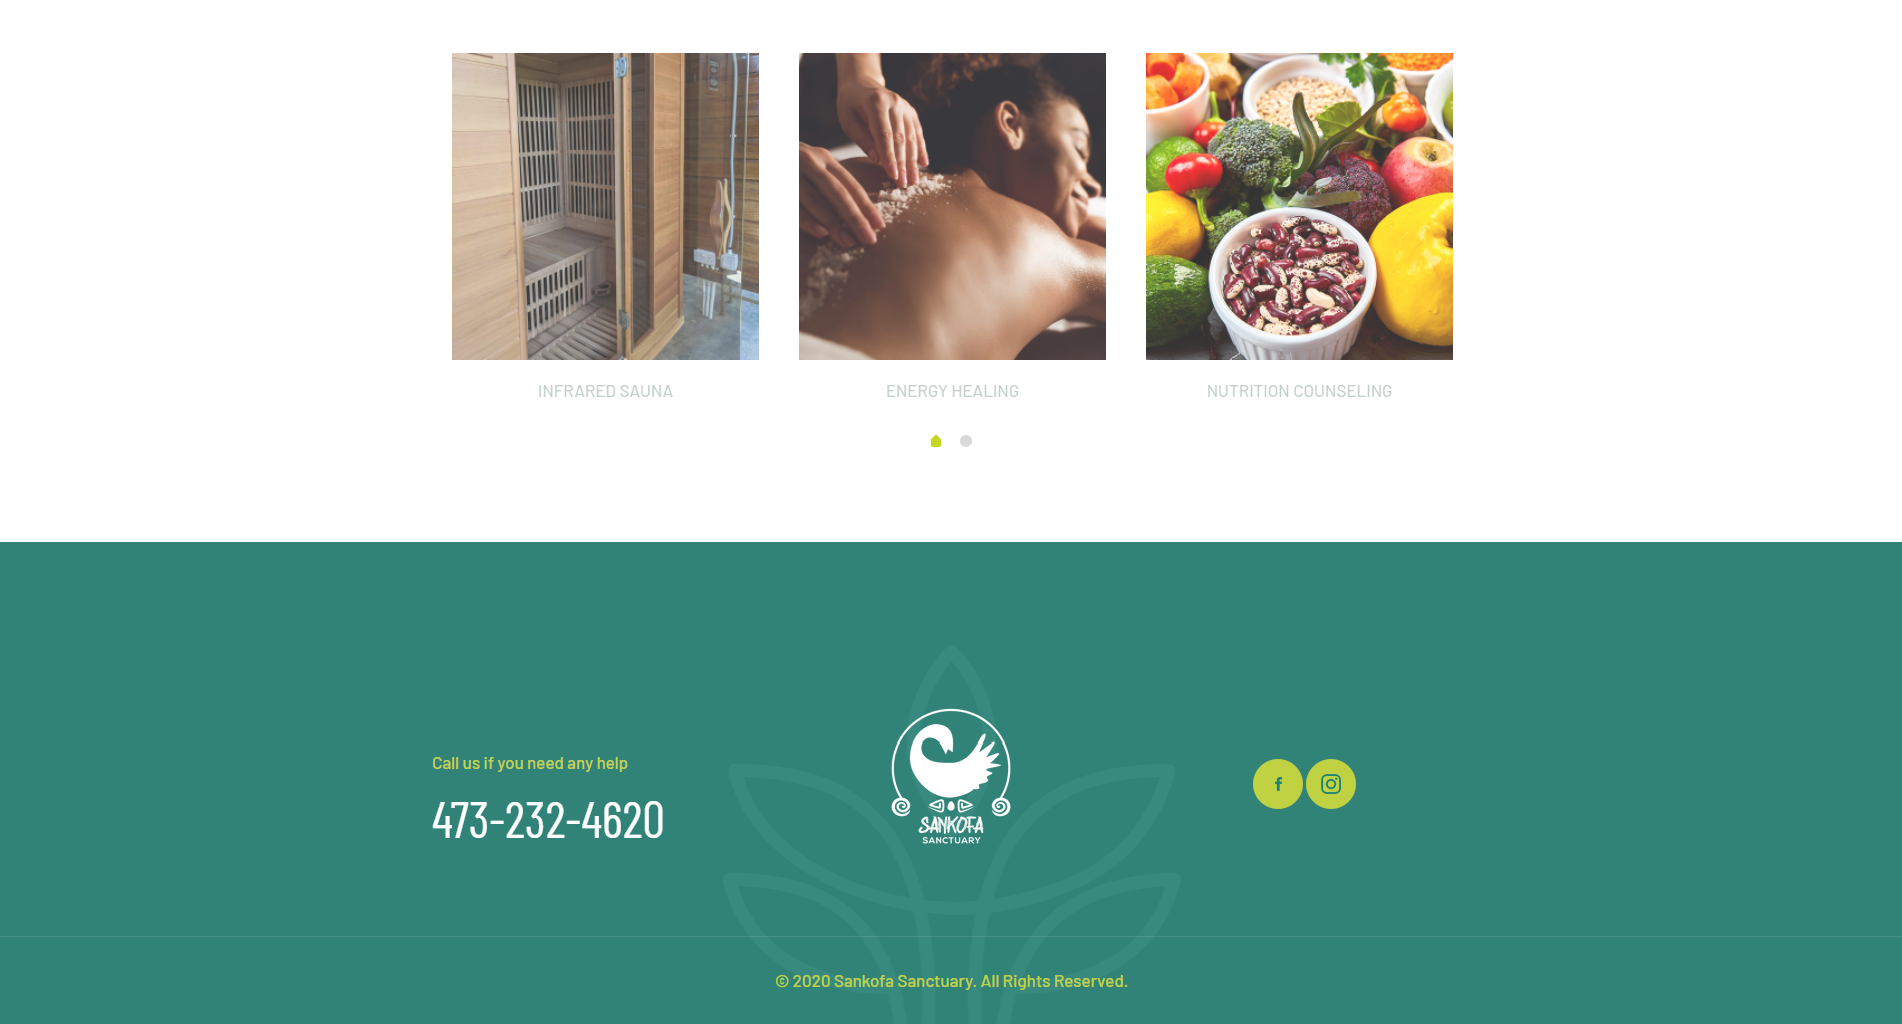 INFRARED SAUNA
ENERGY HEALING
NUTRITION COUNSELING
Call us if you need any help
473-232-4620
SANKOFA
SANCTUARY
© 2020 Sankofa Sanctuary. All Rights Reserved.